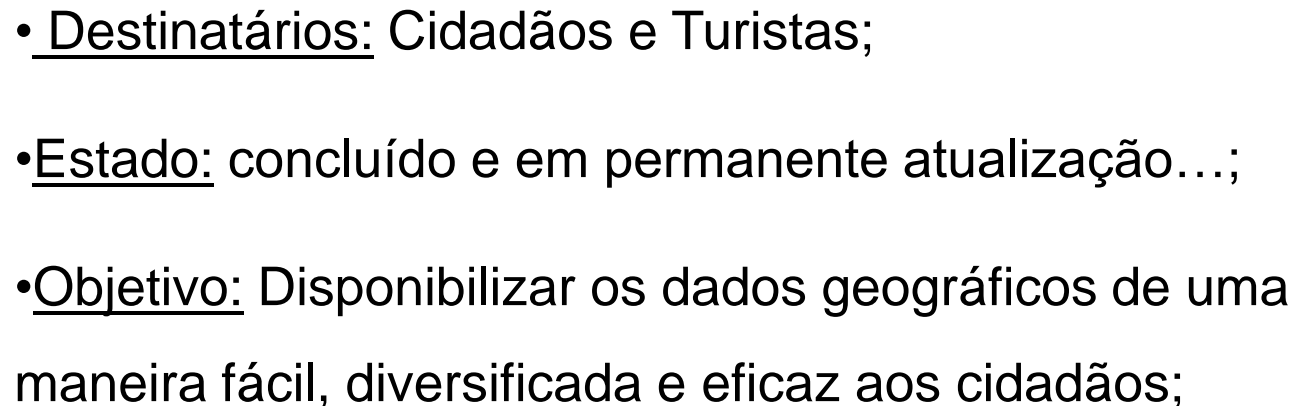 • Destinatários: Cidadãos e Turistas;
•Estado: concluído e em permanente atualização…;
•Objetivo: Disponibilizar os dados geográficos de uma
maneira fácil, diversificada e eficaz aos cidadãos;